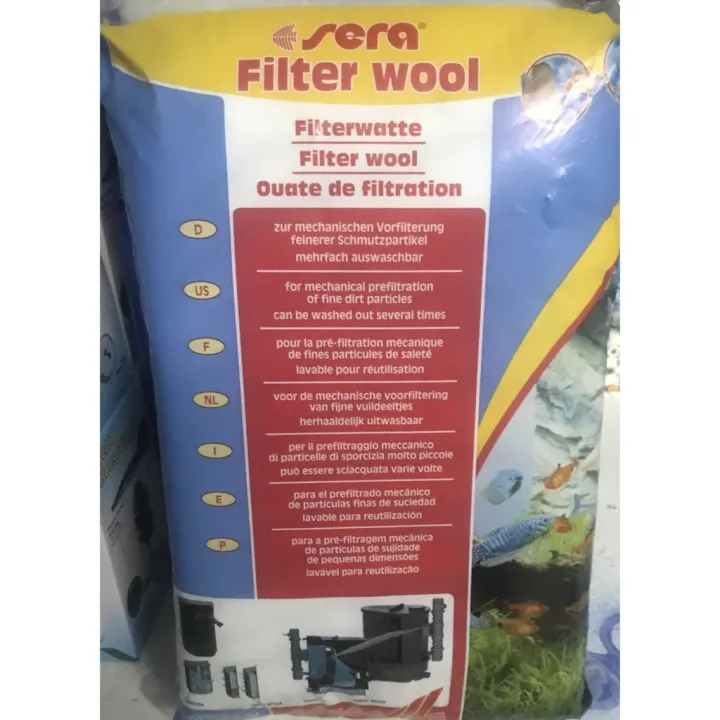 sera®
Filter wool
Filterwatte
Filter wool
Ouate de filtration
D
zur mechanischen Vorfilterung
feinerer Schmutzpartikel
mehrfach auswaschbar
US
for mechanical prefiltration
of fine dirt particles
can be washed out several times
F
pour la pré-filtration mécanique
de fines particules de saleté
lavable pour réutilisation
NL
voor de mechanische voorfiltering
van fijne vuildeeltjes
herhaaldelijk uitwasbaar
I
per il prefiltraggio meccanico
di particelle di sporcizia molto piccole
può essere sciacquata varie volte
E
para el prefiltrado mecánico
de partículas finas de suciedad
lavable para reutilización
P
para a pré-filtragem mecânica
de partículas de sujidade
de pequenas dimensões
lavável para reutilização